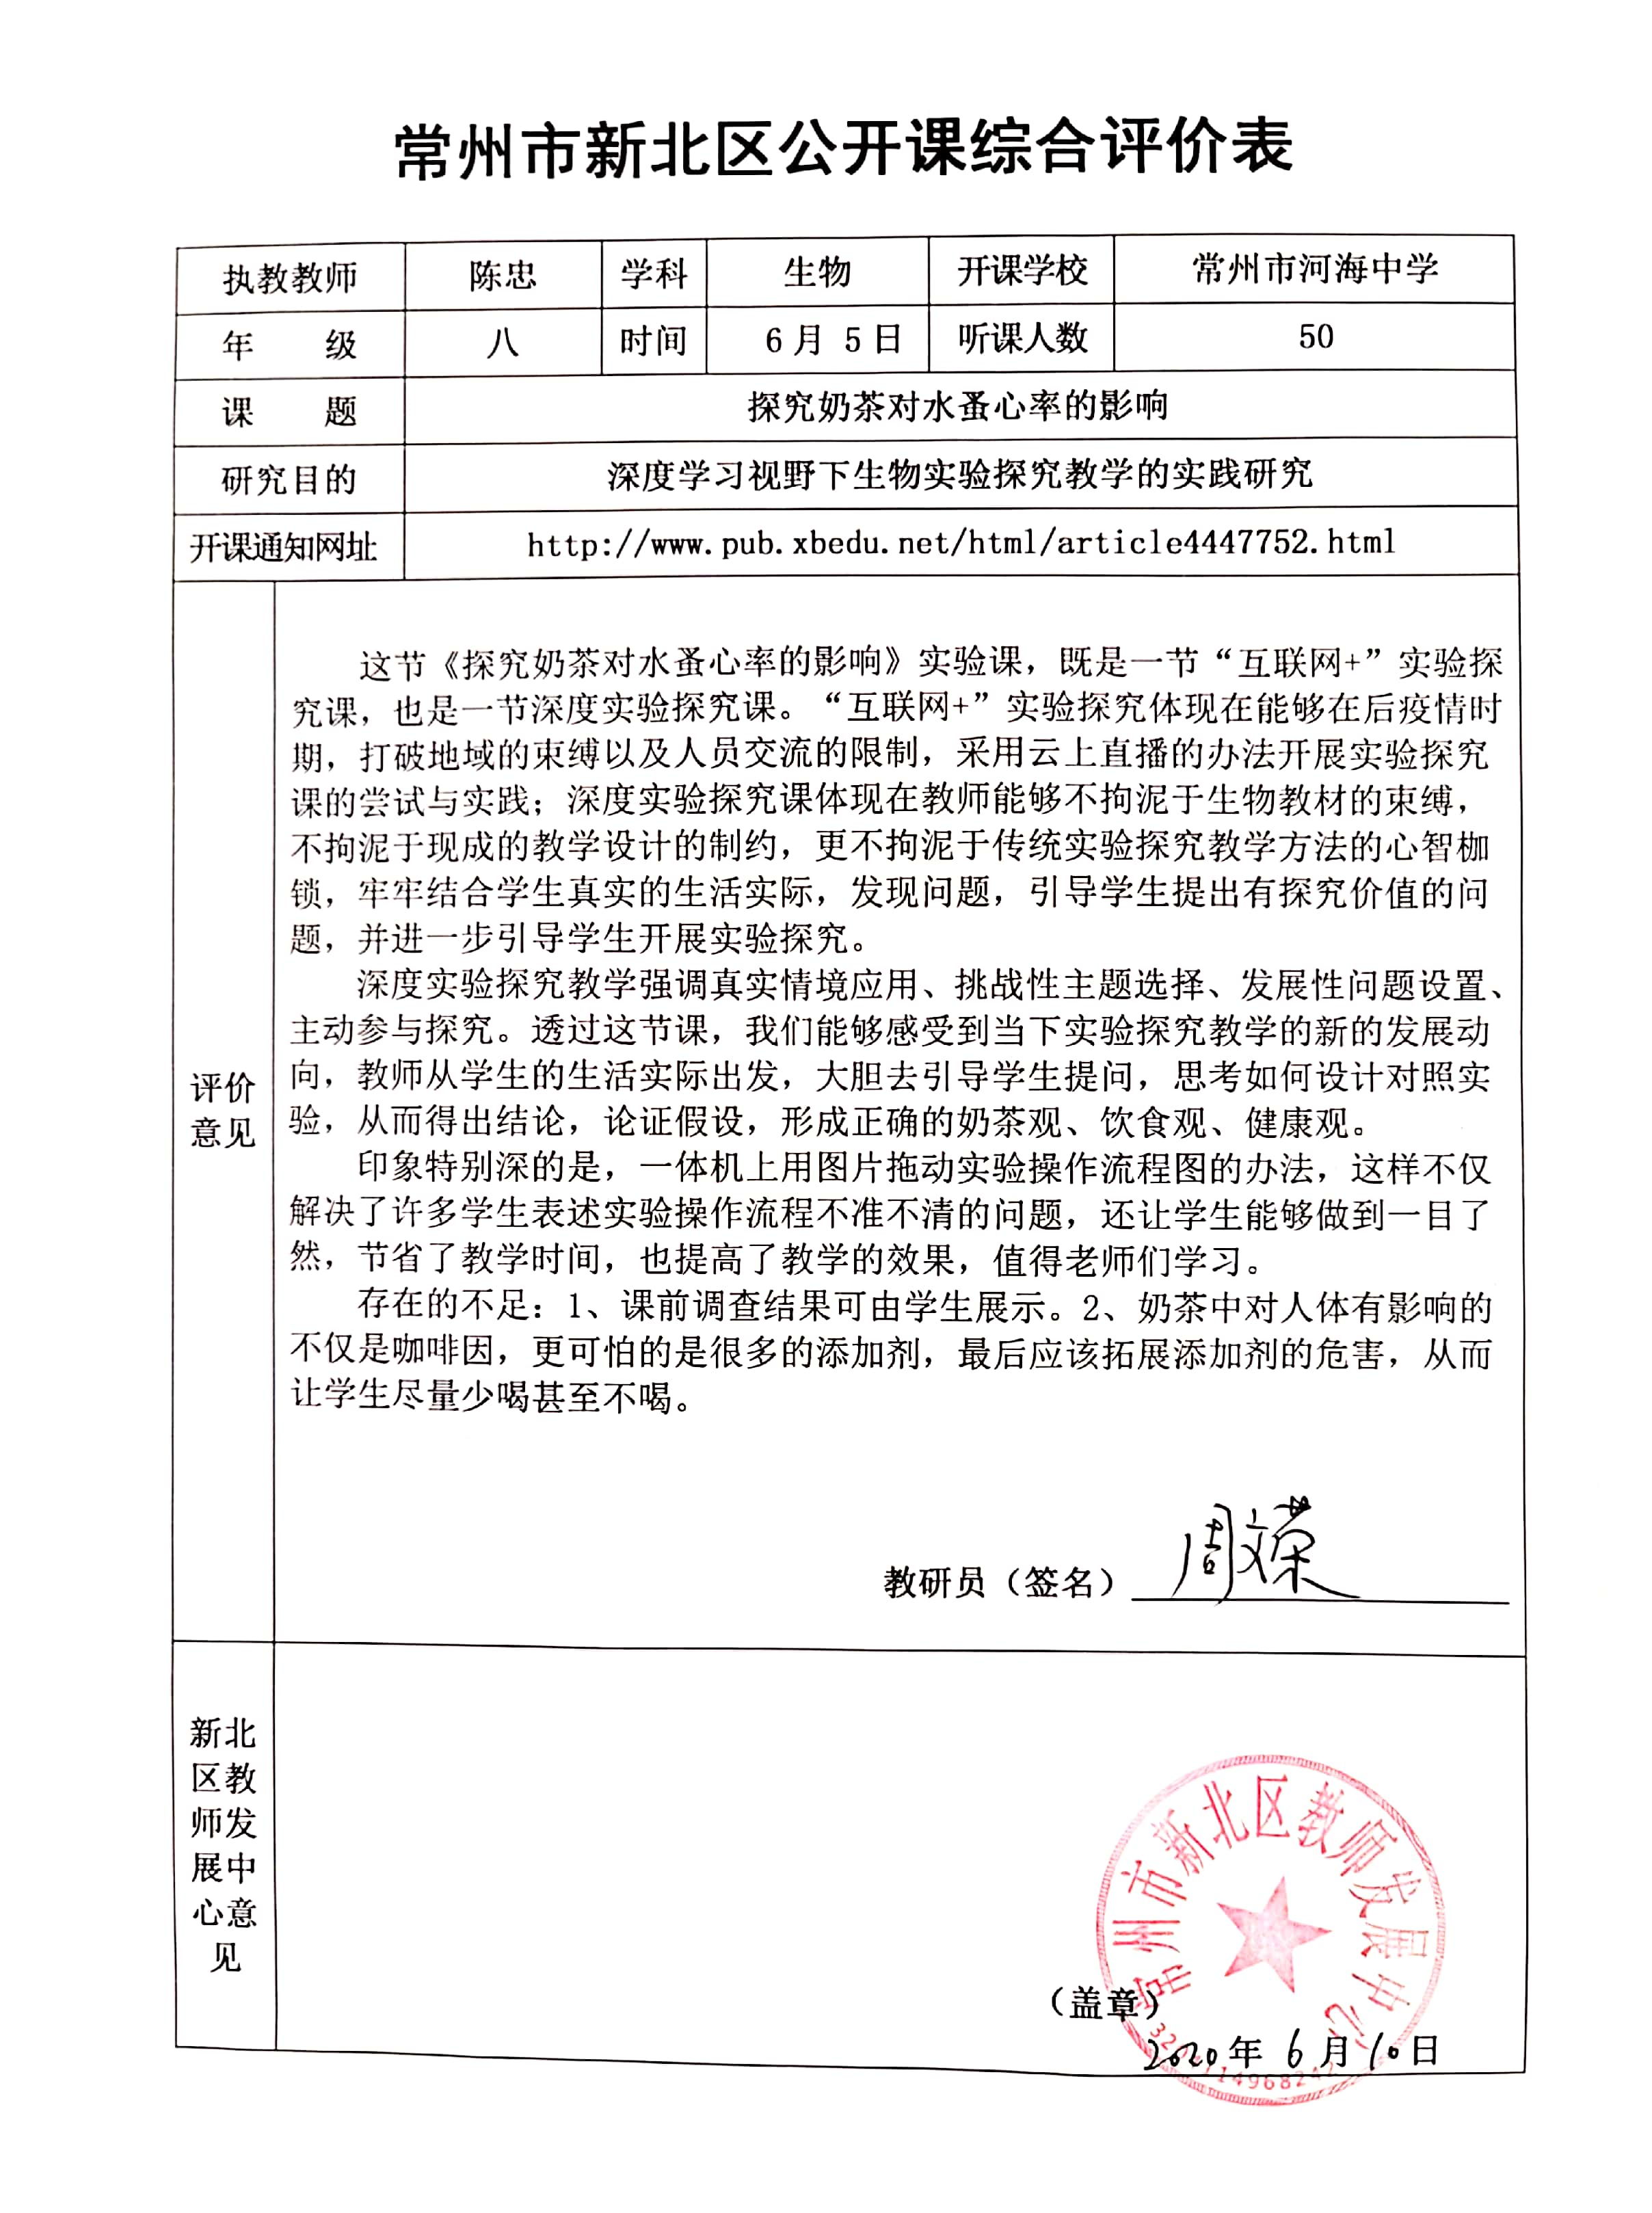 常州市新北区公开课综合评价表
执教教师 陈忠 学科 生物 开课学校 常州市河海中学
年 级 八 时间 6月 5日 听课人数 50
课 题 探究奶茶对水蚤心率的影响
研究目的 深度学习视野下生物实验探究教学的实践研究
开课通知网址 http://www.pub.xbedu.net/html/article4447752.html
评价
意见
这节《探究奶茶对水蚤心率的影响》实验课，既是一节“互联网+”实验探
究课，也是一节深度实验探究课。“互联网+”实验探究体现在能够在后疫情时
期，打破地域的束缚以及人员交流的限制，采用云上直播的办法开展实验探究
课的尝试与实践；深度实验探究课体现在教师能够不拘泥于生物教材的束缚，
不拘泥于现成的教学设计的制约，更不拘泥于传统实验探究教学方法的心智枷
锁，牢牢结合学生真实的生活实际，发现问题，引导学生提出有探究价值的问
题，并进一步引导学生开展实验探究。
深度实验探究教学强调真实情境应用、挑战性主题选择、发展性问题设置、
主动参与探究。透过这节课，我们能够感受到当下实验探究教学的新的发展动
向，教师从学生的生活实际出发，大胆去引导学生提问，思考如何设计对照实
验，从而得出结论，论证假设，形成正确的奶茶观、饮食观、健康观。
印象特别深的是，一体机上用图片拖动实验操作流程图的办法，这样不仅
解决了许多学生表述实验操作流程不准不清的问题，还让学生能够做到一目了
然，节省了教学时间，也提高了教学的效果，值得老师们学习。
存在的不足：1、课前调查结果可由学生展示。2、奶茶中对人体有影响的
不仅是咖啡因，更可怕的是很多的添加剂，最后应该拓展添加剂的危害，从而
让学生尽量少喝甚至不喝。
教研员（签名）周文荣
新北
区教
师发
展中
心意
见
常州市新北区教师发展中心
（盖章）
2020年6月10日